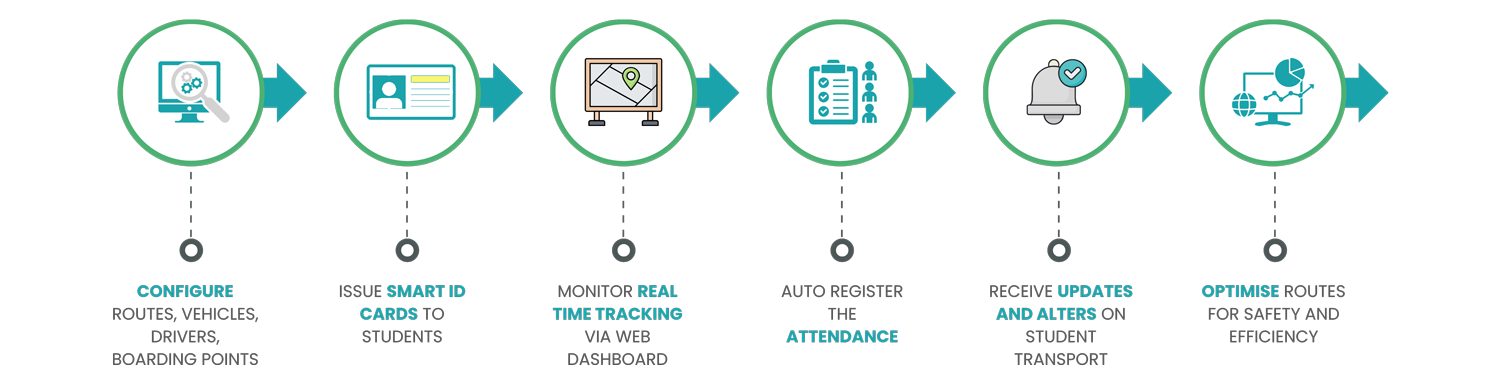 CONFIGURE
ROUTES, VEHICLES,
DRIVERS,
BOARDING POINTS
ISSUE SMART ID
CARDS TO
STUDENTS
MONITOR REAL
TIME TRACKING
VIA WEB
DASHBOARD
AUTO REGISTER
THE
ATTENDANCE
RECEIVE UPDATES
AND ALTERS ON
STUDENT
TRANSPORT
OPTIMISE ROUTES
FOR SAFETY AND
EFFICIENCY